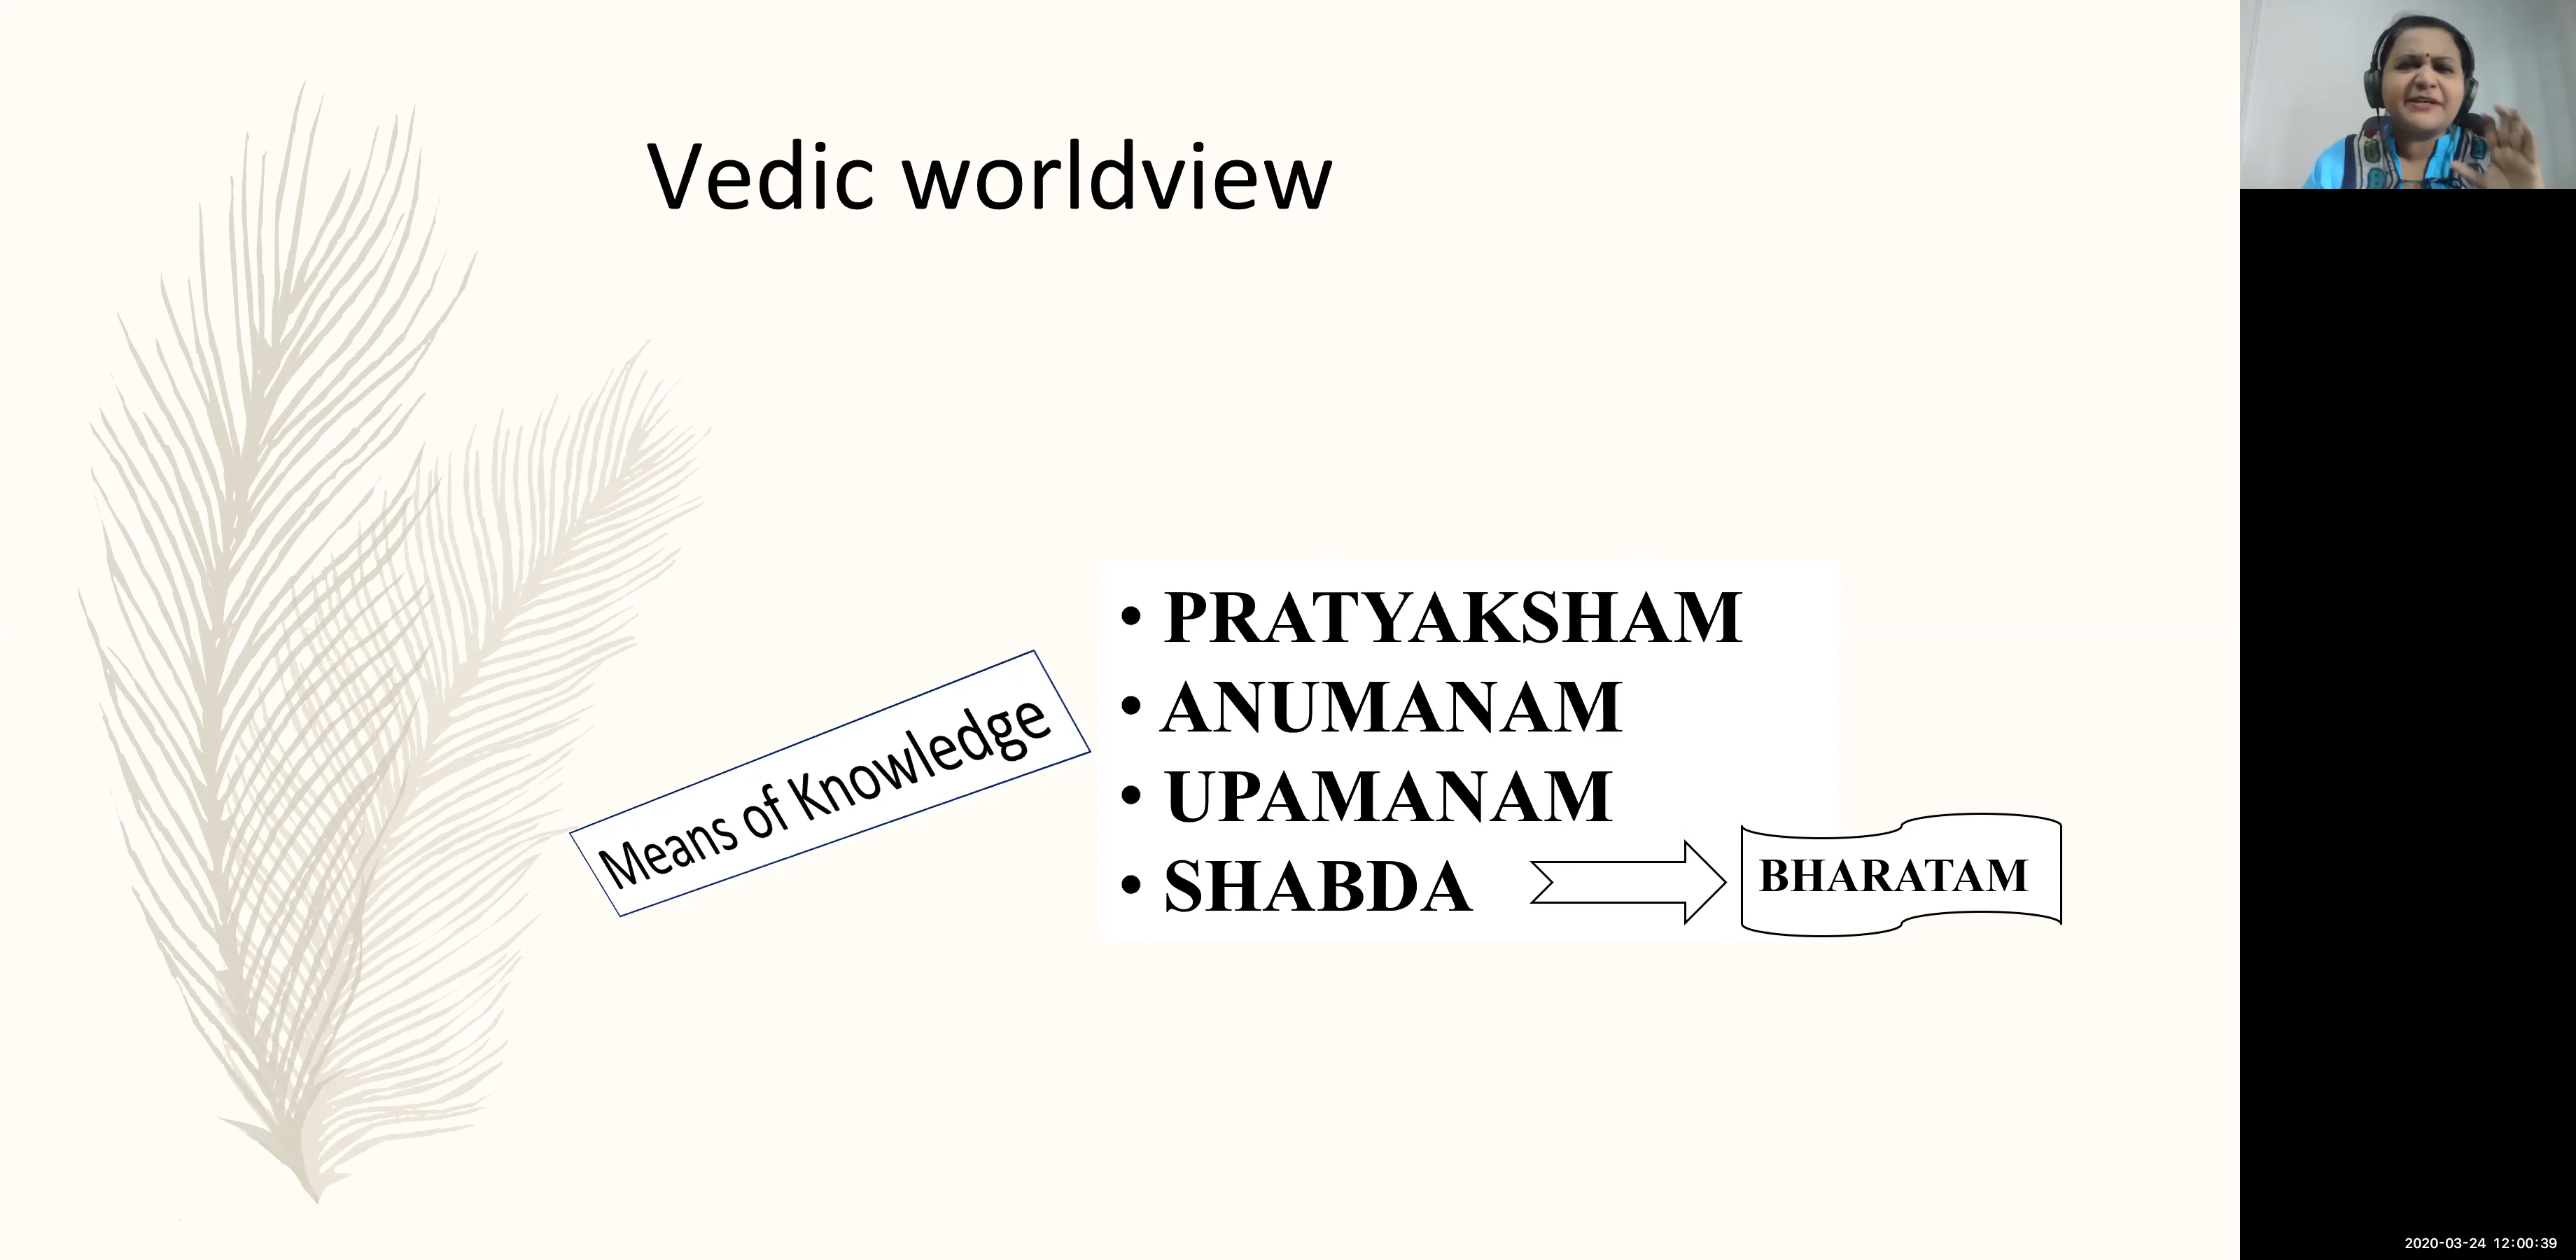 Vedic worldview
Means of Knowledge
• PRATYAKSHAM
• ANUMANAM
• UPAMANAM
• SHABDA
BHARATAM
2020-03-24 12:00:39